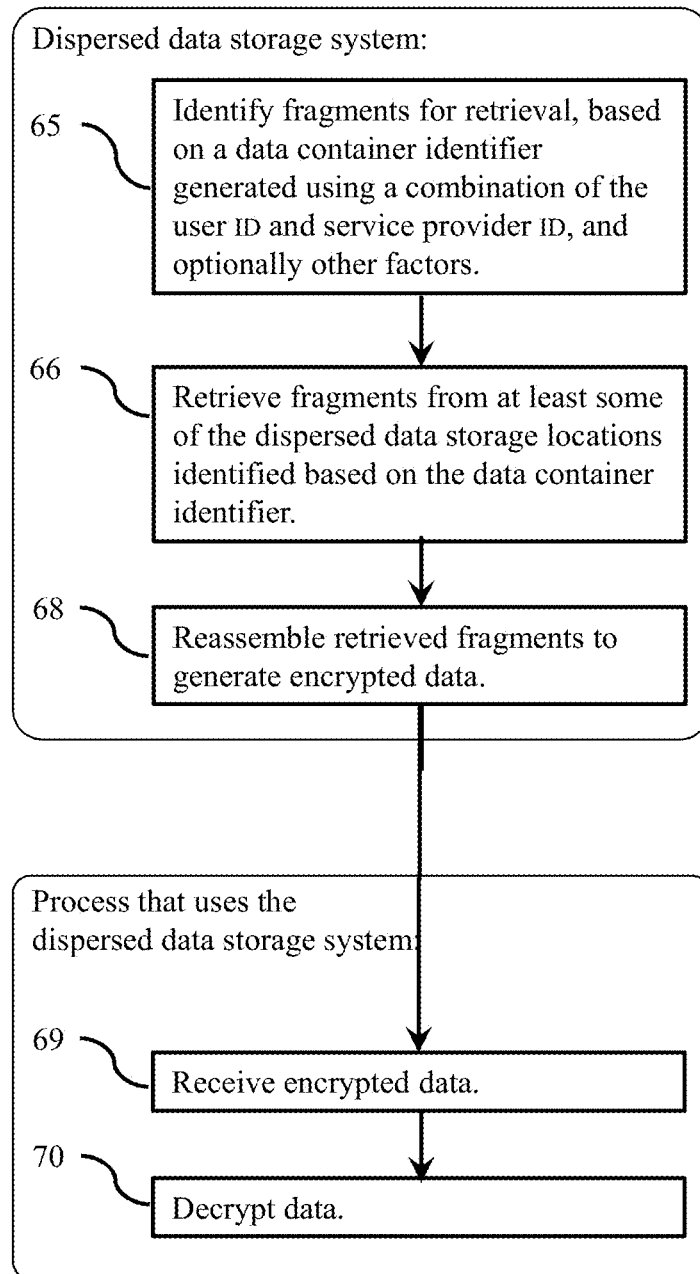 Dispersed data storage system:
65
Identify fragments for retrieval, based
on a data container identifier
generated using a combination of the
user ID and service provider ID, and
optionally other factors.
66
Retrieve fragments from at least some
of the dispersed data storage locations
identified based on the data container
identifier.
68
Reassemble retrieved fragments to
generate encrypted data.
Process that uses the
dispersed data storage system:
69
Receive encrypted data.
70
Decrypt data.